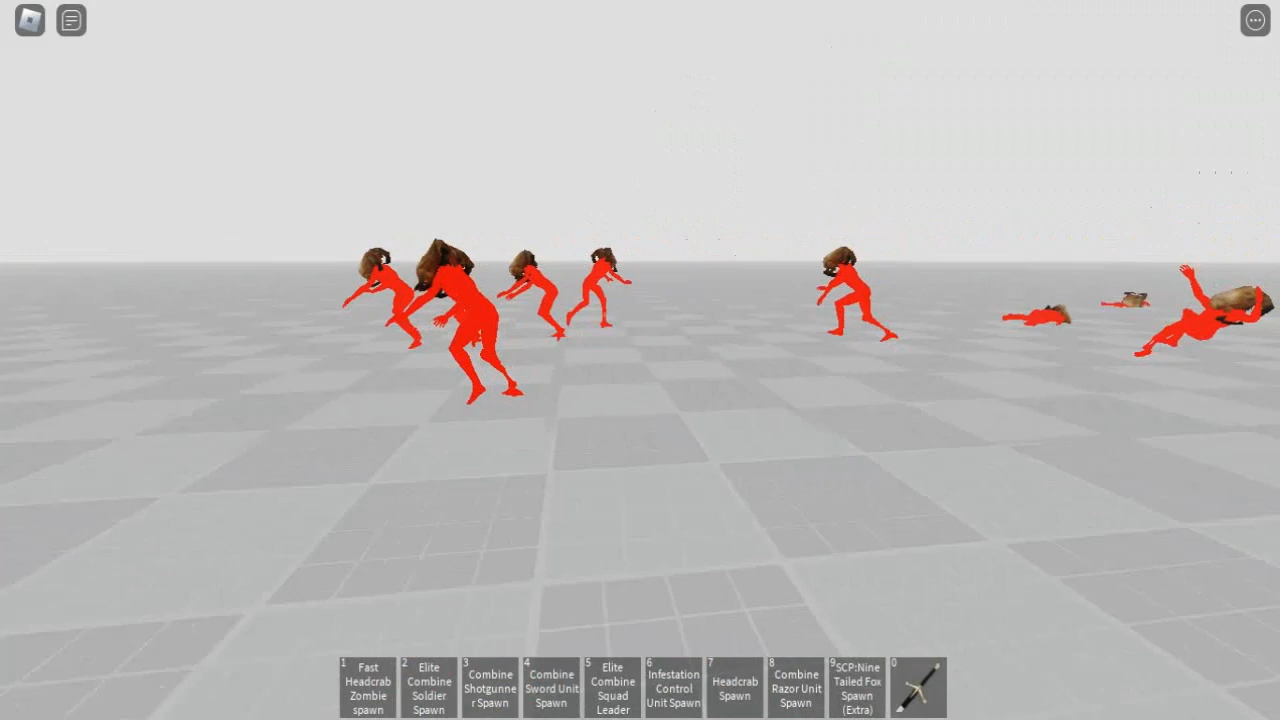 1
Fast
Headcrab
Zombie
spawn
2
Elite
Combine
Soldier
Spawn
3
Combine
Shotgunne
r Spawn
4
Combine
Sword Unit
Spawn
5
Elite
Combine
Squad
Leader
6
Infestation
Control
Unit Spawn
7
Headcrab
Spawn
8
Combine
Razor Unit
Spawn
9
SCP:Nine
Tailed Fox
Spawn
(Extra)
0